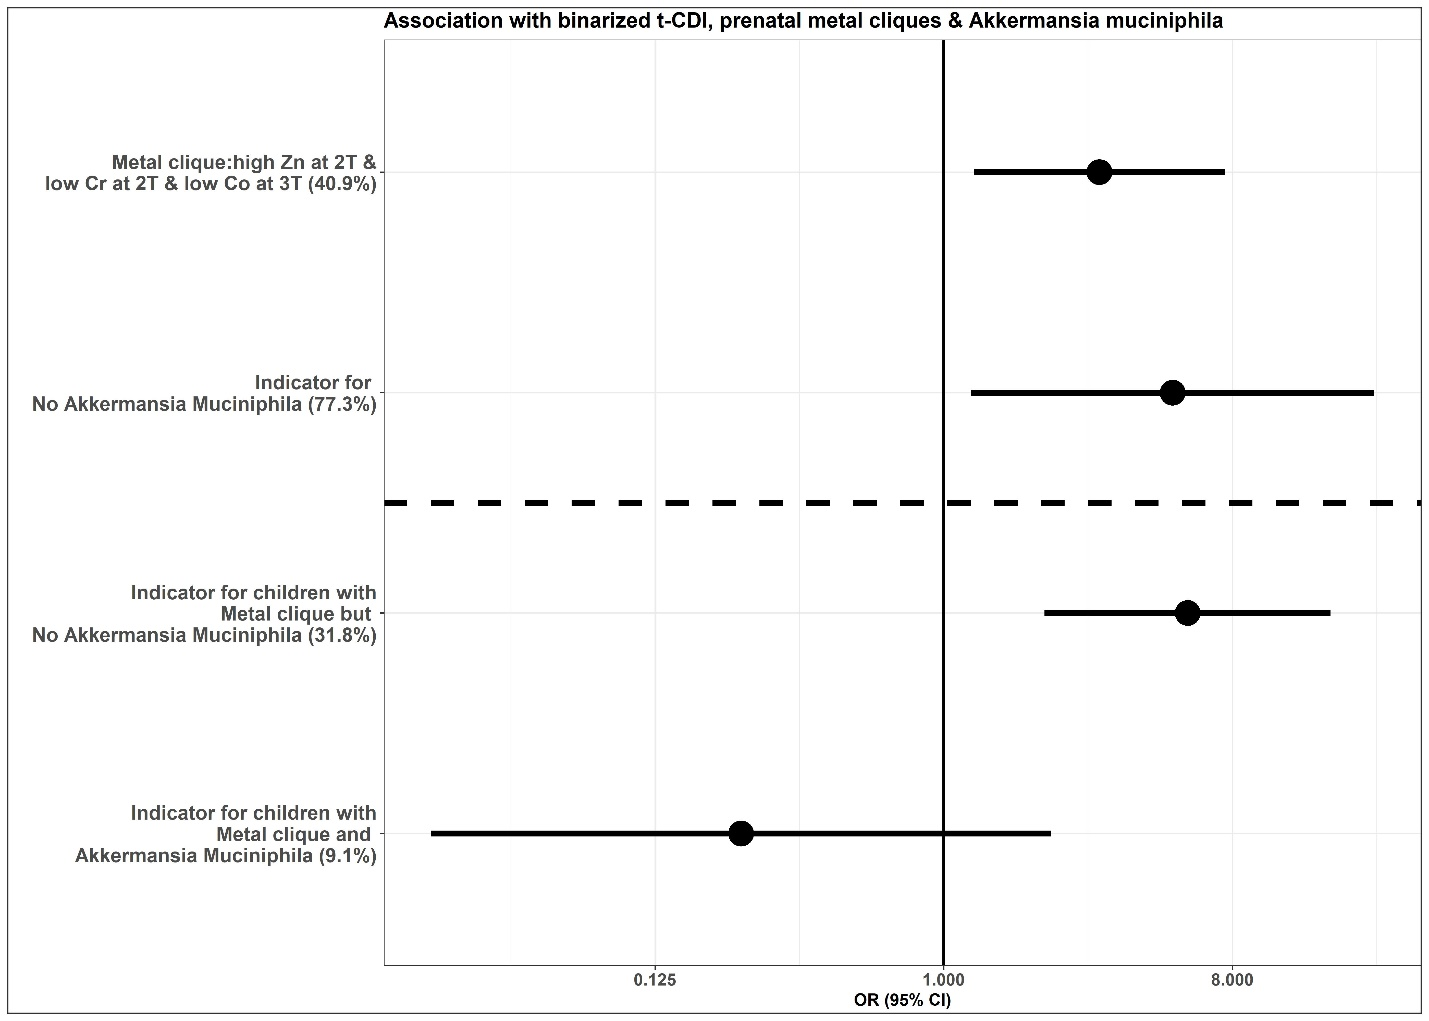 Association with binarized t-CDI, prenatal metal cliques & Akkermansia muciniphila
Metal clique:high Zn at 2T &
low Cr at 2T & low Co at 3T (40.9%)
Indicator for
No Akkermansia Muciniphila (77.3%)
Indicator for children with
Metal clique but
No Akkermansia Muciniphila (31.8%)
Indicator for children with
Metal clique and
Akkermansia Muciniphila (9.1%)
0.125 1.000 8.000
OR (95% CI)